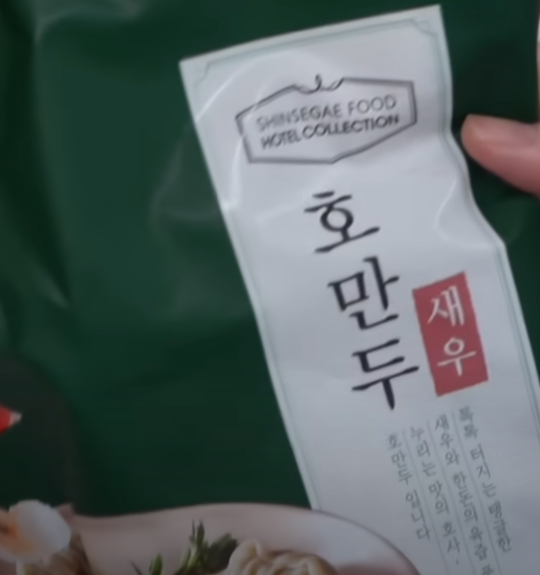 SHINSEGAE FOOD
HOTEL COLLECTION
호만두
새우
톡톡 터지는 탱글한
새우와 한돈의 육즙
누리는 맛의 호사,
호만두 입니다